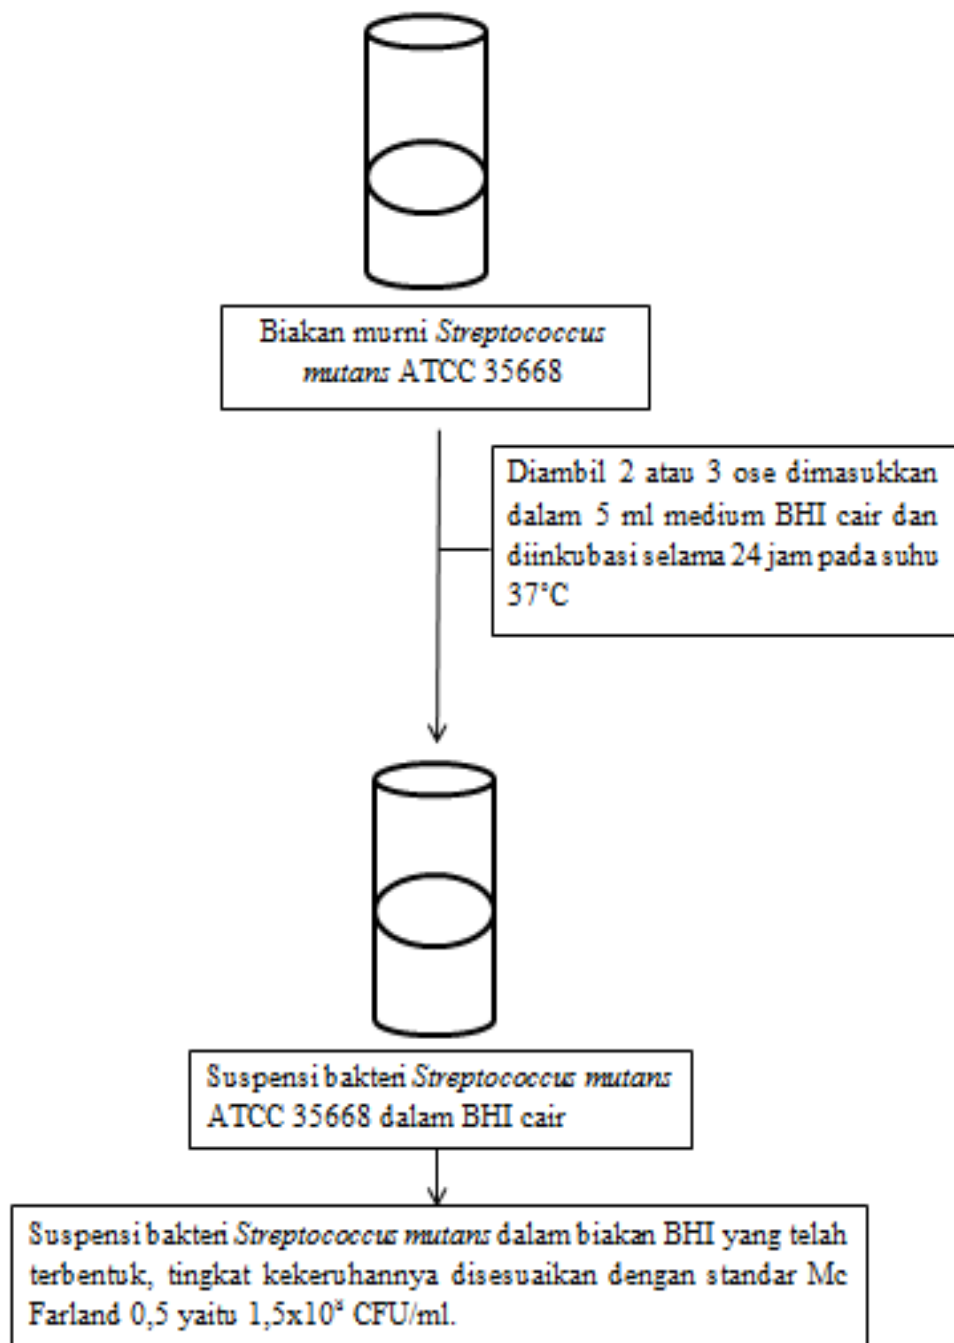 Biakan murni Streptococcus
mutans ATCC 35668
Diambil 2 atau 3 ose dimasukkan
dalam 5 ml medium BHI cair dan
diinkubasi selama 24 jam pada suhu
37°C
Suspensi bakteri Streptococcus mutans
ATCC 35668 dalam BHI cair
Suspensi bakteri Streptococcus mutans dalam biakan BHI yang telah
terbentuk, tingkat kekeruhannya disesuaikan dengan standar Mc
Farland 0,5 yaitu 1,5x10⁸ CFU/ml.